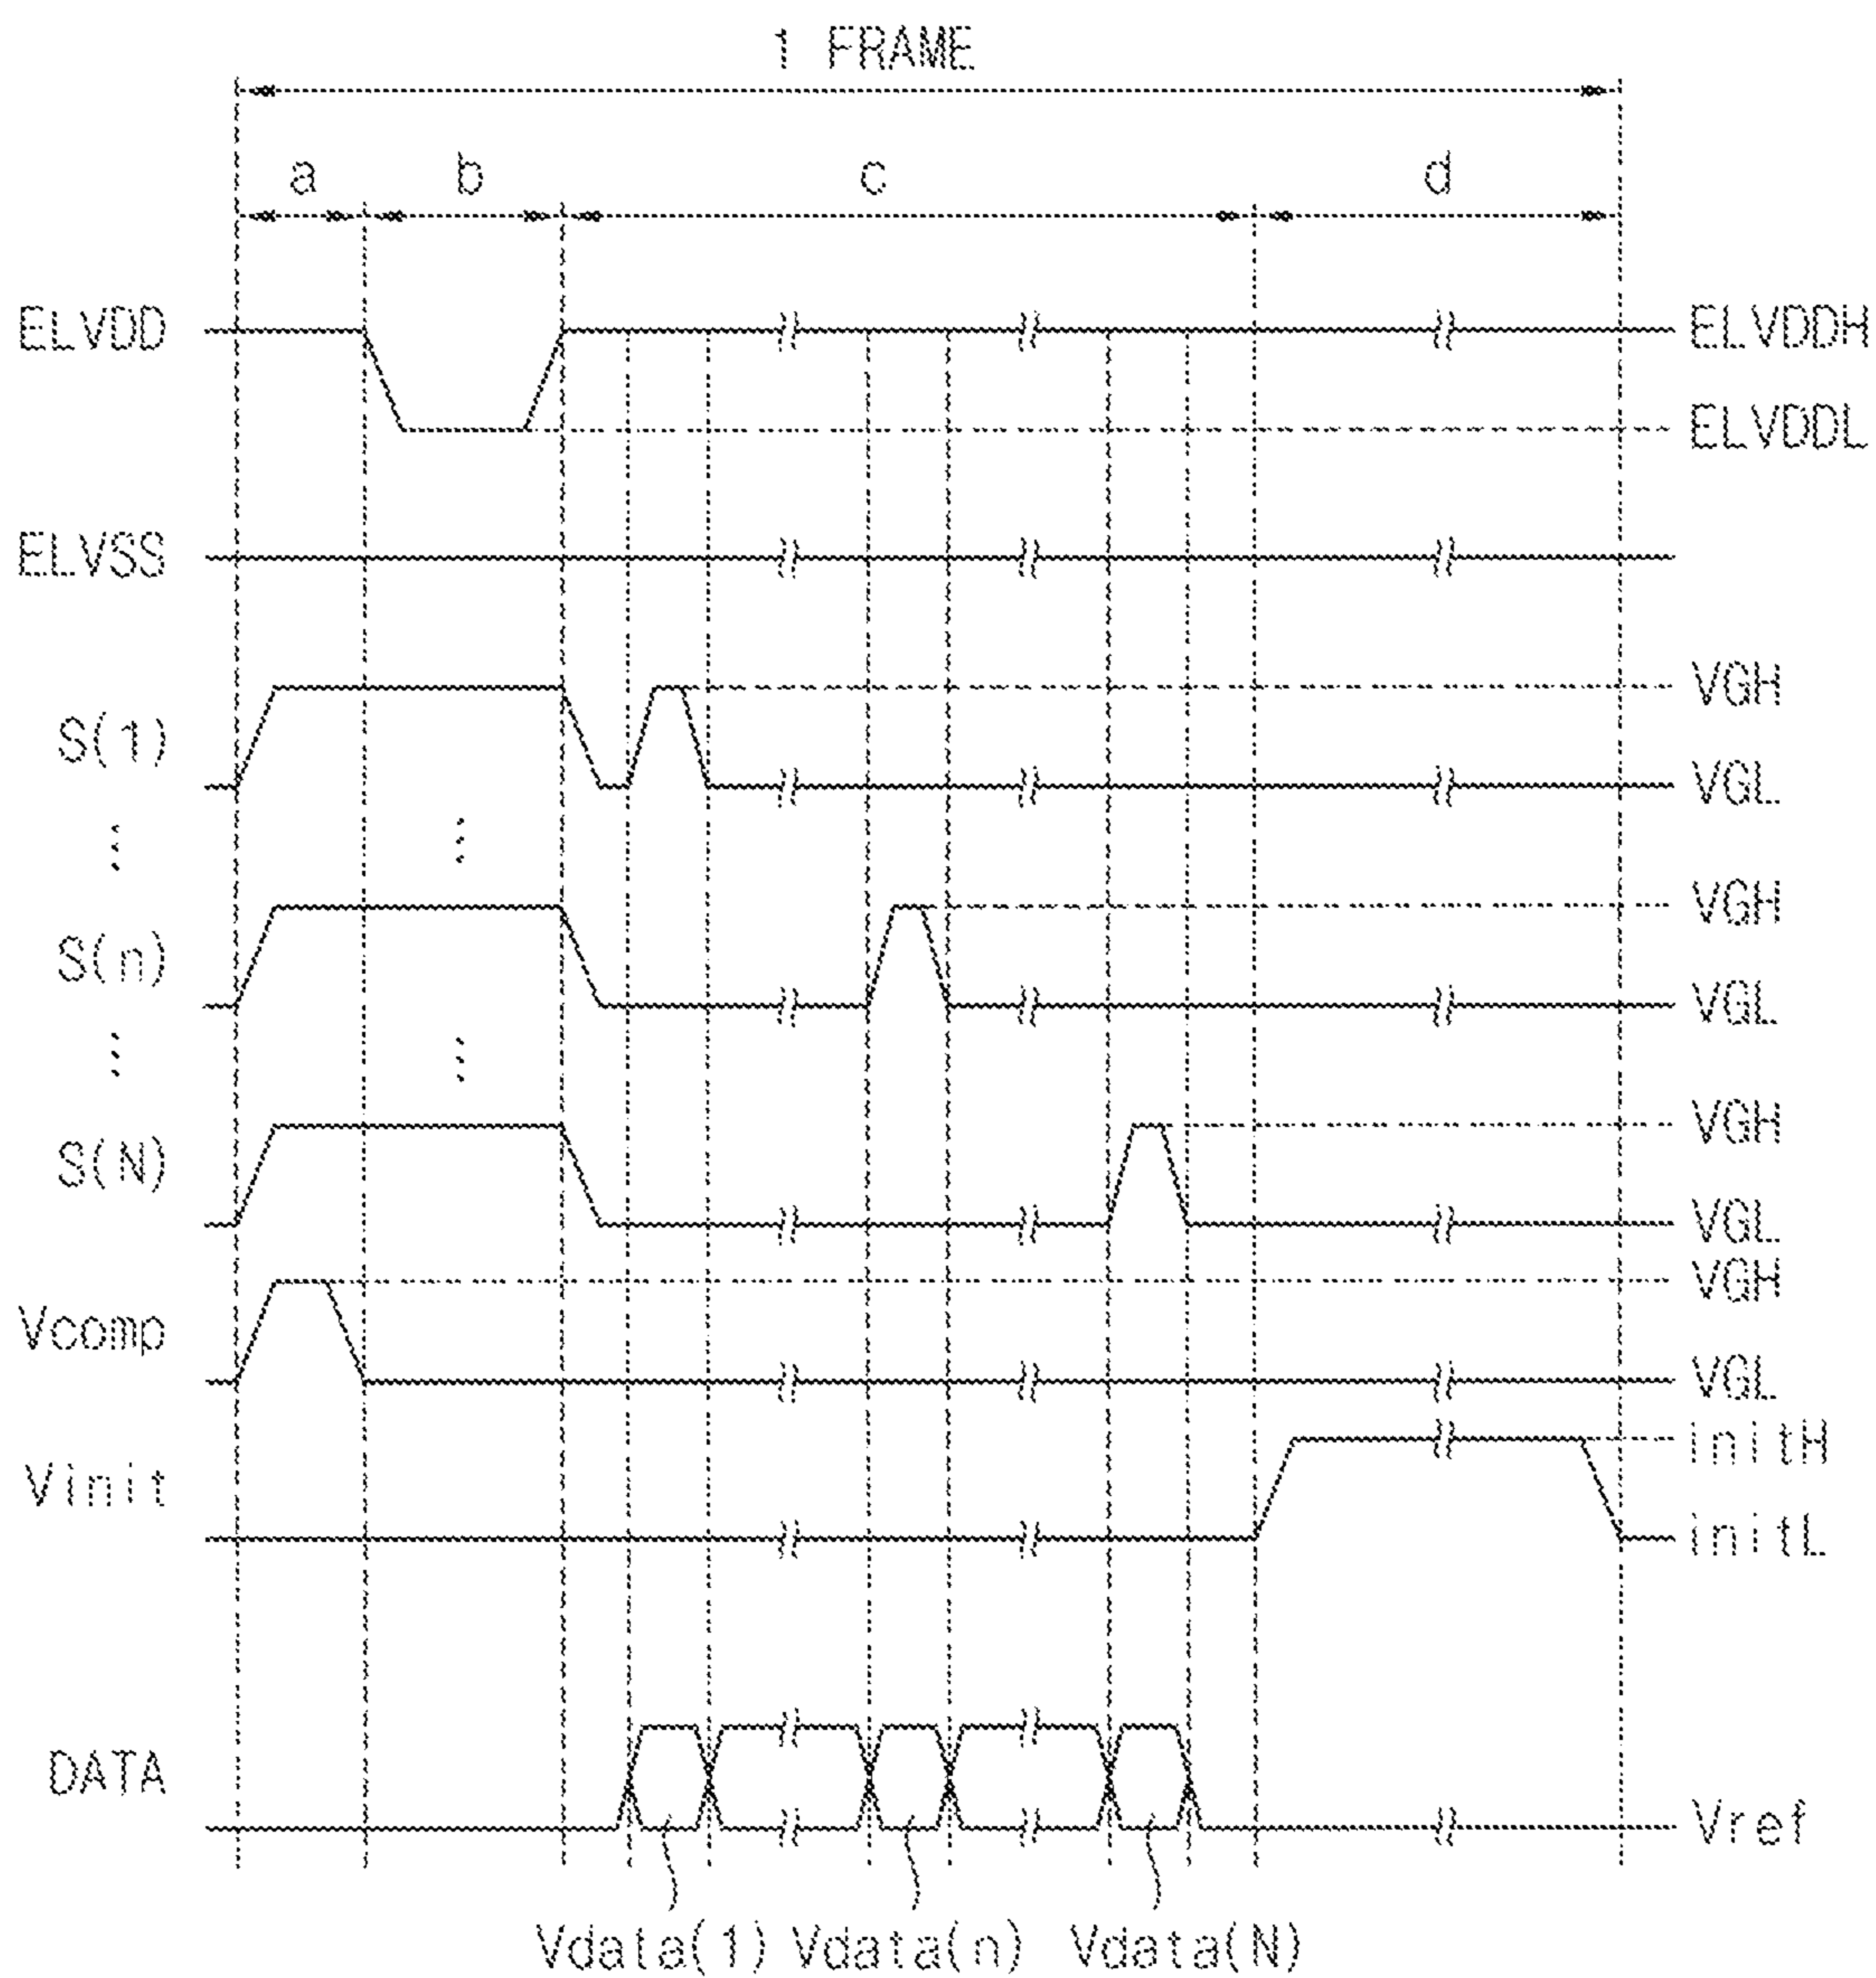 1 FRAME
a b c d
ELVDD ELVDDH
ELVDDL
ELVSS
VGH
S(1)
VGL
VGH
S(n)
VGL
VGH
S(N)
VGL
VGH
Vcomp
VGL
initH
Vinit
initL
DATA
Vref
Vdata(1) Vdata(n) Vdata(N)